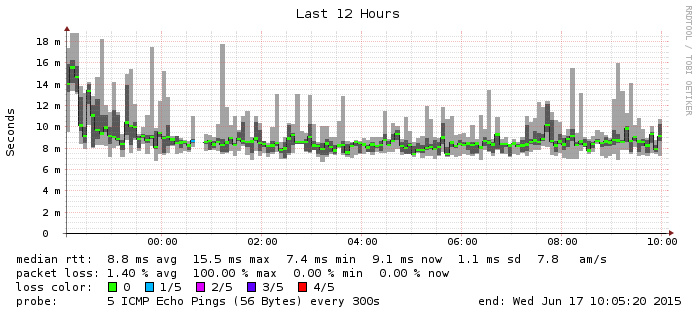 Last 12 Hours
RRDTOOL / TOBI OETIKER
Seconds
18 m
16 m
14 m
12 m
10 m
8 m
6 m
4 m
2 m
0
00:00 02:00 04:00 06:00 08:00 10:00
median rtt: 8.8 ms avg 15.5 ms max 7.4 ms min 9.1 ms now 1.1 ms sd 7.8 am/s
packet loss: 1.40 % avg 100.00 % max 0.00 % min 0.00 % now
loss color: 0 1/5 2/5 3/5 4/5
probe: 5 ICMP Echo Pings (56 Bytes) every 300s end: Wed Jun 17 10:05:20 2015